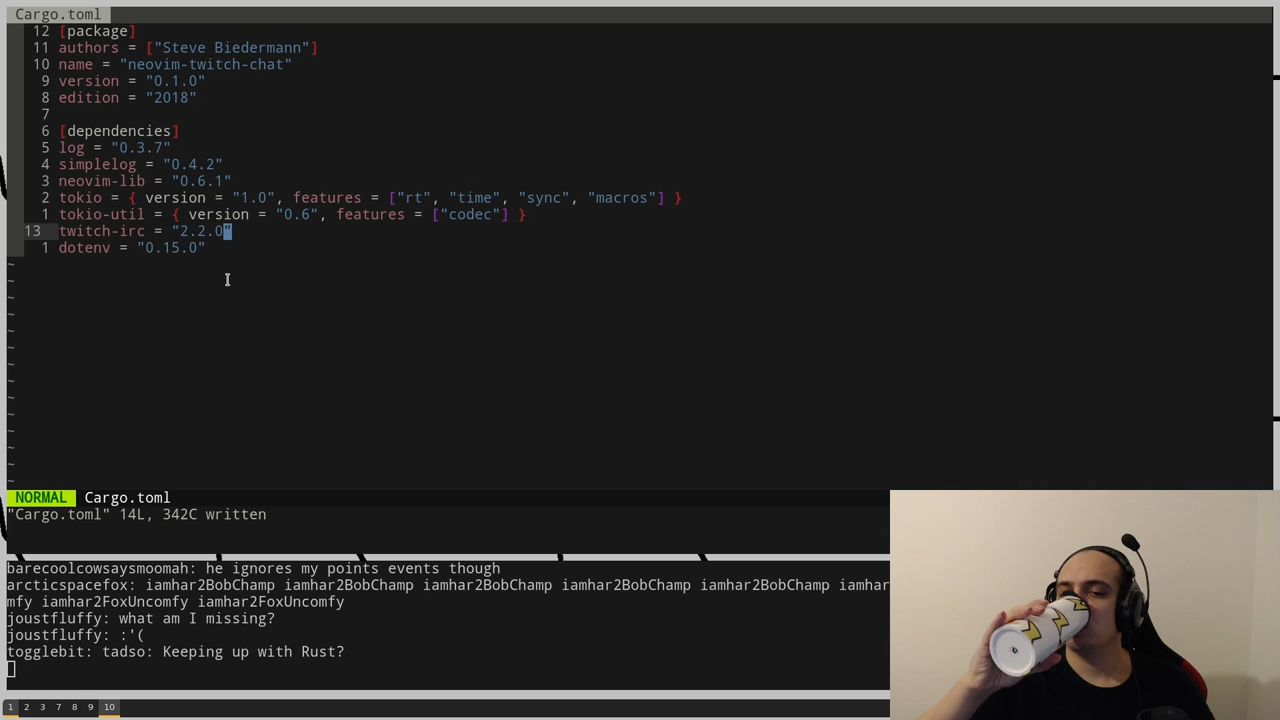 Cargo.toml
12 [package]
11 authors = ["Steve Biedermann"]
10 name = "neovim-twitch-chat"
9 version = "0.1.0"
8 edition = "2018"
7
6 [dependencies]
5 log = "0.3.7"
4 simplelog = "0.4.2"
3 neovim-lib = "0.6.1"
2 tokio = { version = "1.0", features = ["rt", "time", "sync", "macros"] }
1 tokio-util = { version = "0.6", features = ["codec"] }
13 twitch-irc = "2.2.0"
1 dotenv = "0.15.0"
~
~
~
~
~
~
~
~
~
~
~
~
~
~
NORMAL Cargo.toml
"Cargo.toml" 14L, 342C written
barecoolcowsaysmoomah: he ignores my points events though
arcticspacefox: iamhar2BobChamp iamhar2BobChamp iamhar2BobChamp iamhar2BobChamp iamhar2BobChamp iamhar
mfy iamhar2FoxUncomfy iamhar2FoxUncomfy
joustfluffy: what am I missing?
joustfluffy: :'(
togglebit: tadso: Keeping up with Rust?
1 2 3 7 8 9 10